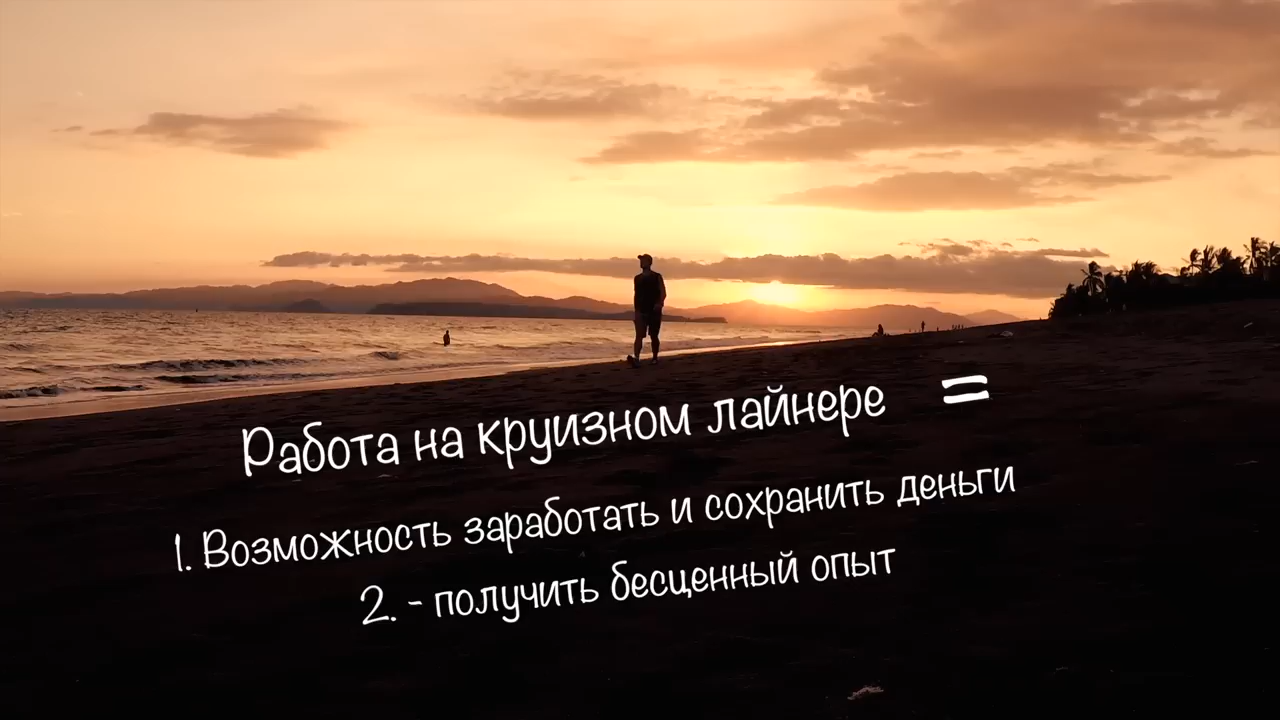 Работа на круизном лайнере =
1. Возможность заработать и сохранить деньги
2. - получить бесценный опыт